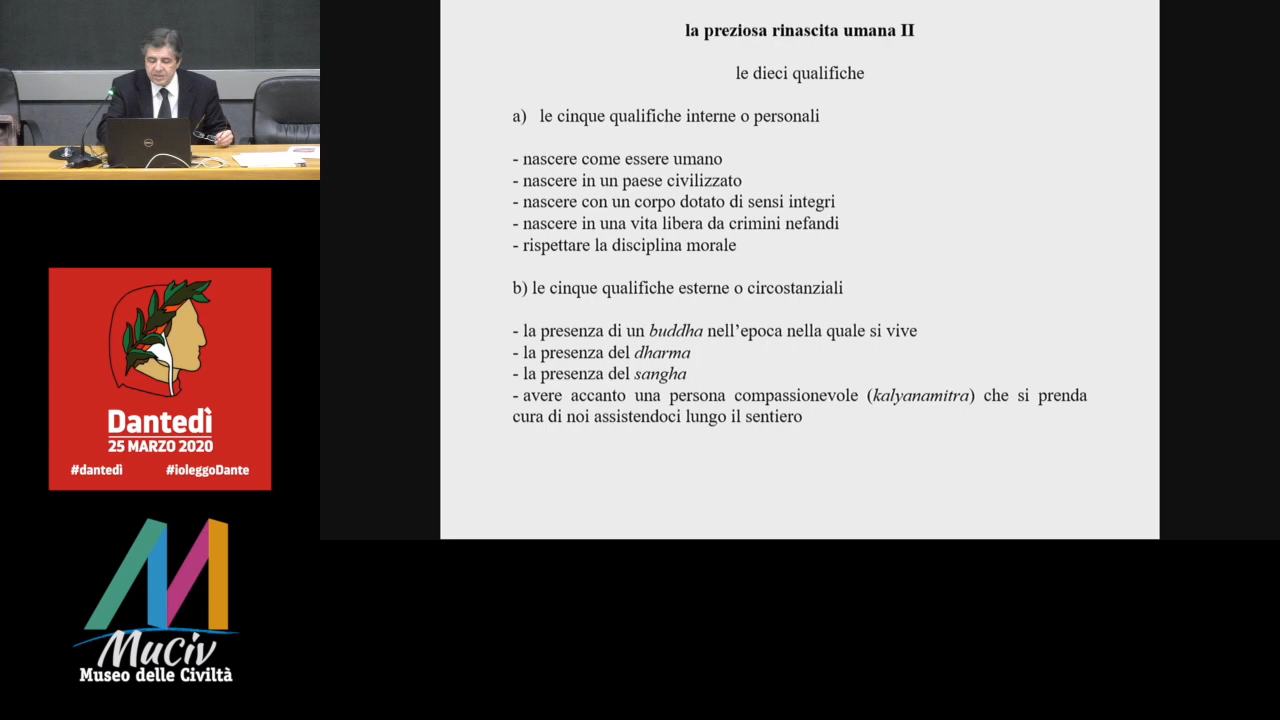 la preziosa rinascita umana II
le dieci qualifiche
a) le cinque qualifiche interne o personali
- nascere come essere umano
- nascere in un paese civilizzato
- nascere con un corpo dotato di sensi integri
- nascere in una vita libera da crimini nefandi
- rispettare la disciplina morale
b) le cinque qualifiche esterne o circostanziali
- la presenza di un buddha nell’epoca nella quale si vive
- la presenza del dharma
- la presenza del sangha
- avere accanto una persona compassionevole (kalyanamitra) che si prenda
cura di noi assistendoci lungo il sentiero
Dantedì
25 MARZO 2020
#dantedì #ioleggoDante
MuCiv
Museo delle Civiltà